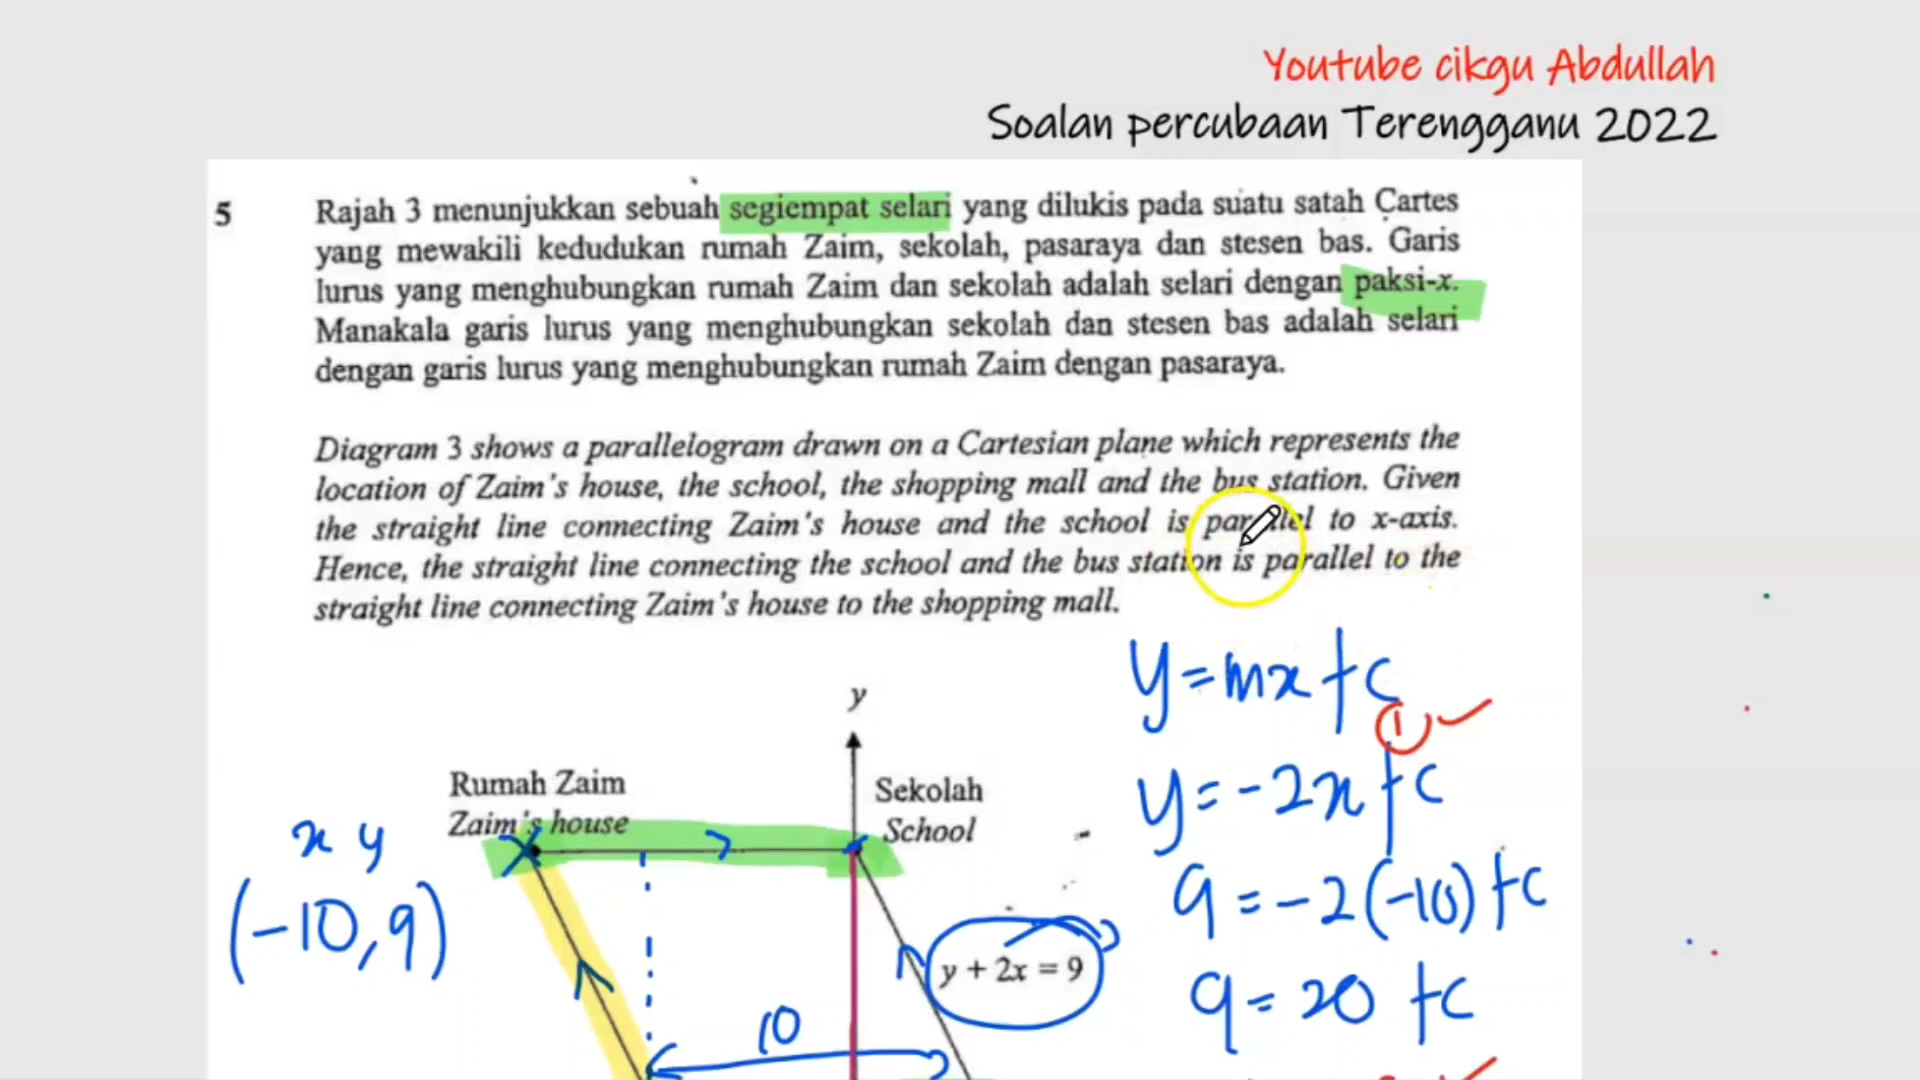 Youtube cikgu Abdullah
Soalan percubaan Terengganu 2022
5 Rajah 3 menunjukkan sebuah segiempat selari yang dilukis pada suatu satah Cartes
yang mewakili kedudukan rumah Zaim, sekolah, pasaraya dan stesen bas. Garis
lurus yang menghubungkan rumah Zaim dan sekolah adalah selari dengan paksi-x.
Manakala garis lurus yang menghubungkan sekolah dan stesen bas adalah selari
dengan garis lurus yang menghubungkan rumah Zaim dengan pasaraya.
Diagram 3 shows a parallelogram drawn on a Cartesian plane which represents the
location of Zaim's house, the school, the shopping mall and the bus station. Given
the straight line connecting Zaim's house and the school is parallel to x-axis.
Hence, the straight line connecting the school and the bus station is parallel to the
straight line connecting Zaim's house to the shopping mall.
y = mx + c
y
1
Rumah Zaim
Zaim's house
Sekolah
School
y = -2x + c
x y
(-10, 9)
9 = -2(-10) + c
y + 2x = 9
9 = 20 + c
10